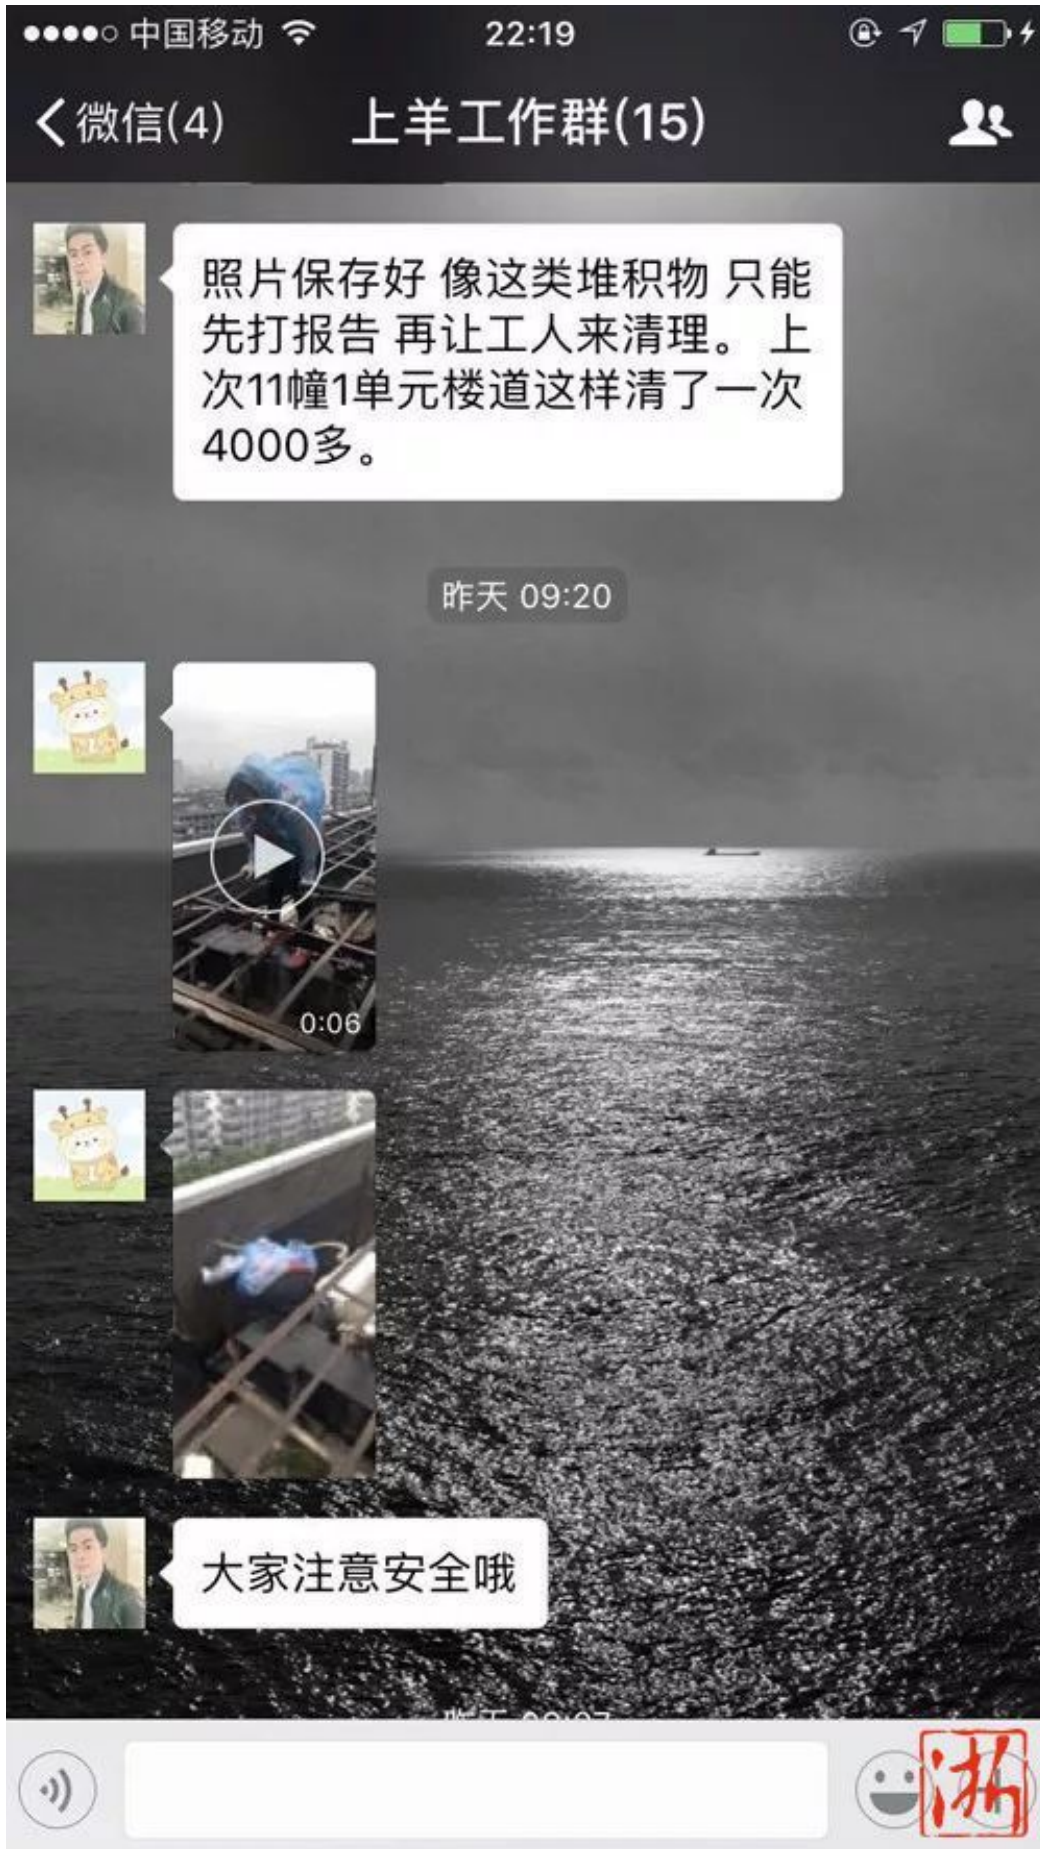 中国移动 22:19
微信(4) 上羊工作群(15)
照片保存好 像这类堆积物 只能
先打报告 再让工人来清理。 上
次11幢1单元楼道这样清了一次
4000多。
昨天 09:20
0:06
大家注意安全哦
浙